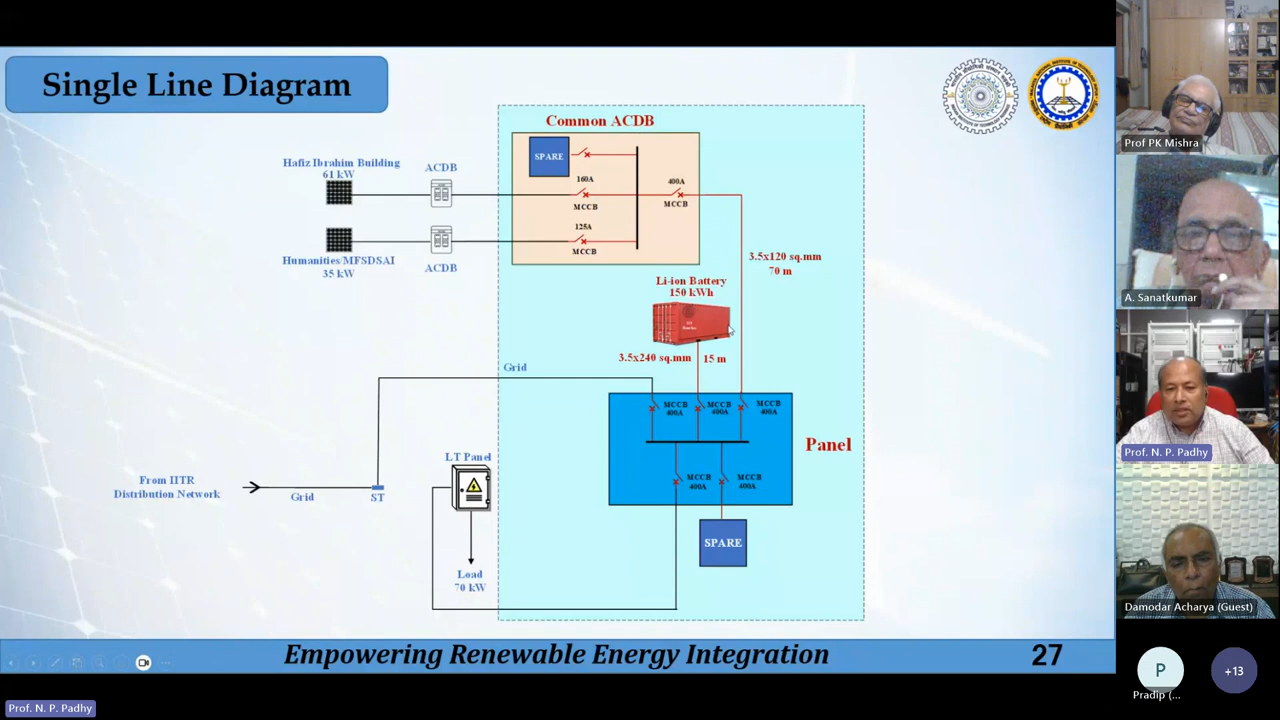 Single Line Diagram
Common ACDB
SPARE
Hafiz Ibrahim Building
61 kW
ACDB
160A
MCCB
400A
MCCB
125A
MCCB
Humanities/MFSDSAI
35 kW
ACDB
3.5x120 sq.mm
70 m
Li-ion Battery
150 kWh
3.5x240 sq.mm
15 m
Grid
MCCB
400A
MCCB
400A
MCCB
400A
Panel
LT Panel
From IITR
Distribution Network
Grid
ST
MCCB
400A
MCCB
400A
SPARE
Load
70 kW
Empowering Renewable Energy Integration
27
Prof PK Mishra
A. Sanatkumar
Prof. N. P. Padhy
Damodar Acharya (Guest)
P
Pradip (...
+13
Prof. N. P. Padhy